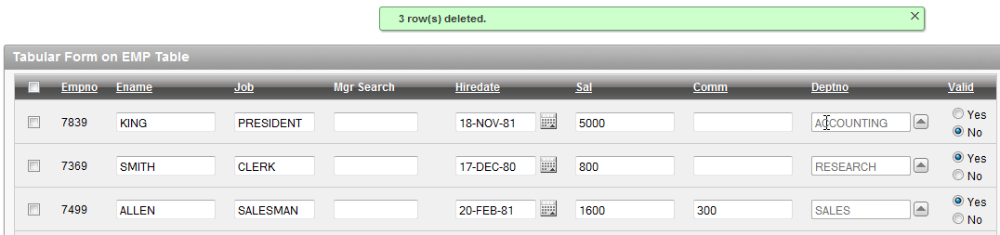 3 row(s) deleted.
Tabular Form on EMP Table
Empno Ename Job Mgr Search Hiredate Sal Comm Deptno Valid
7839 KING PRESIDENT 18-NOV-81 5000 ACCOUNTING Yes
No
7369 SMITH CLERK 17-DEC-80 800 RESEARCH Yes
No
7499 ALLEN SALESMAN 20-FEB-81 1600 300 SALES Yes
No